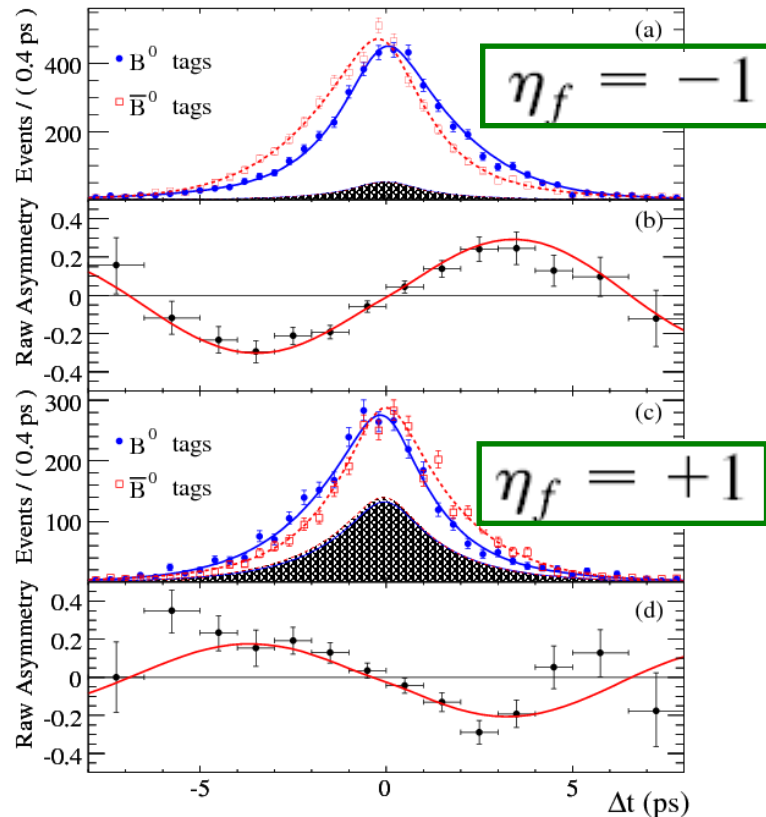 (a)
400
200
Events / ( 0.4 ps )
B⁰ tags
B̅⁰ tags
η_f = −1
(b)
0.4
0.2
0
-0.2
-0.4
Raw Asymmetry
(c)
300
200
100
Events / ( 0.4 ps )
B⁰ tags
B̅⁰ tags
η_f = +1
(d)
0.4
0.2
0
-0.2
-0.4
Raw Asymmetry
-5 0 5
Δt (ps)